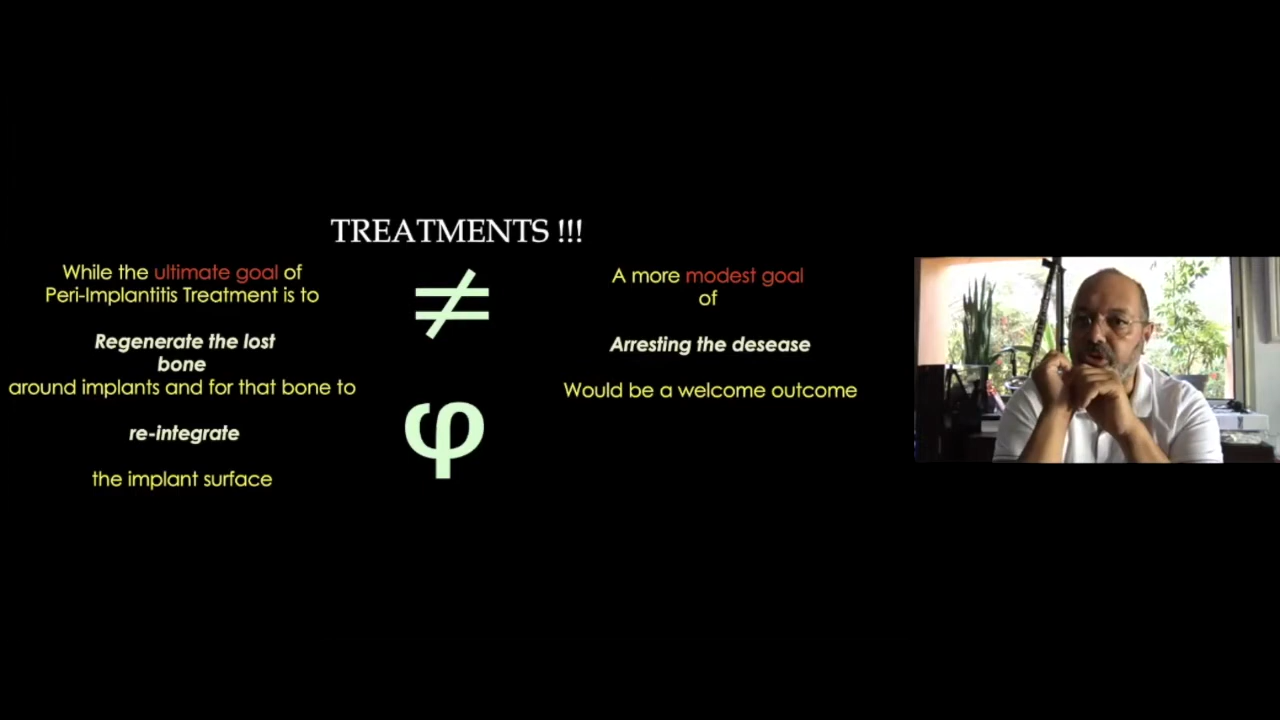 TREATMENTS !!!
While the ultimate goal of
Peri-Implantitis Treatment is to
Regenerate the lost
bone
around implants and for that bone to
re-integrate
the implant surface
≠
φ
A more modest goal
of
Arresting the desease
Would be a welcome outcome